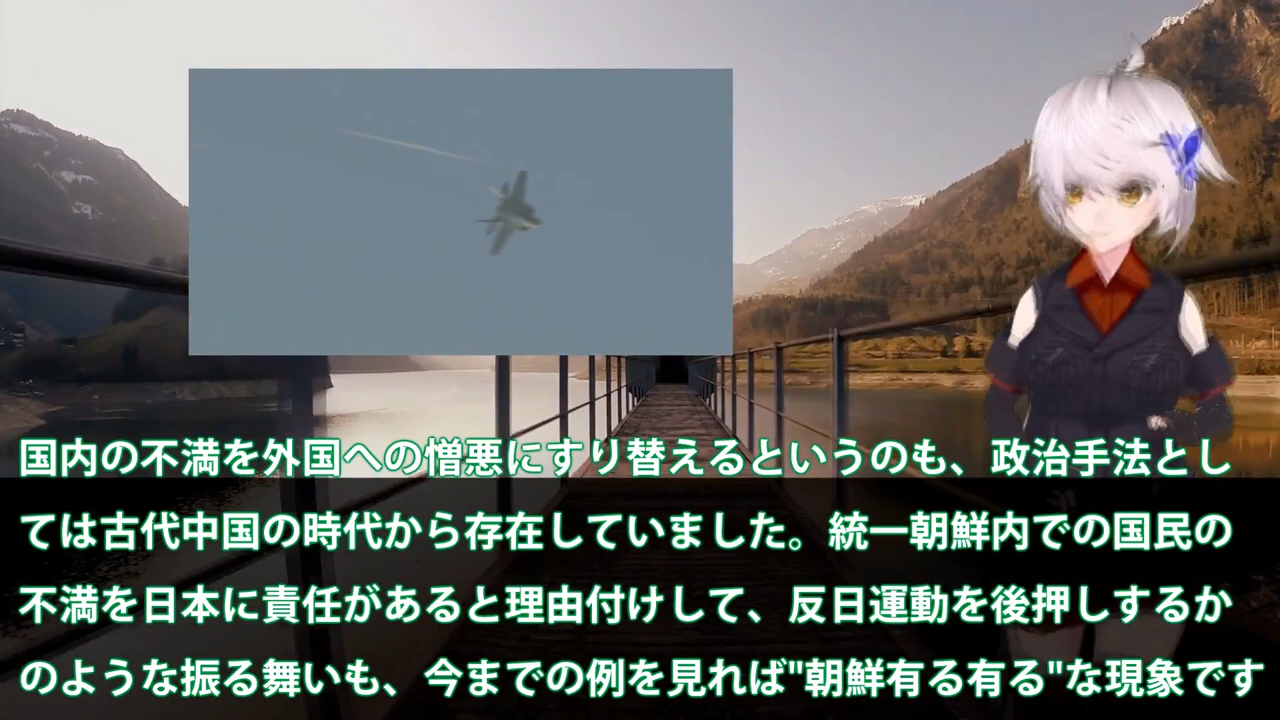 国内の不満を外国への憎悪にすり替えるというのも、政治手法とし
ては古代中国の時代から存在していました。統一朝鮮内での国民の
不満を日本に責任があると理由付けして、反日運動を後押しするか
のような振る舞いも、今までの例を見れば"朝鮮有る有る"な現象です